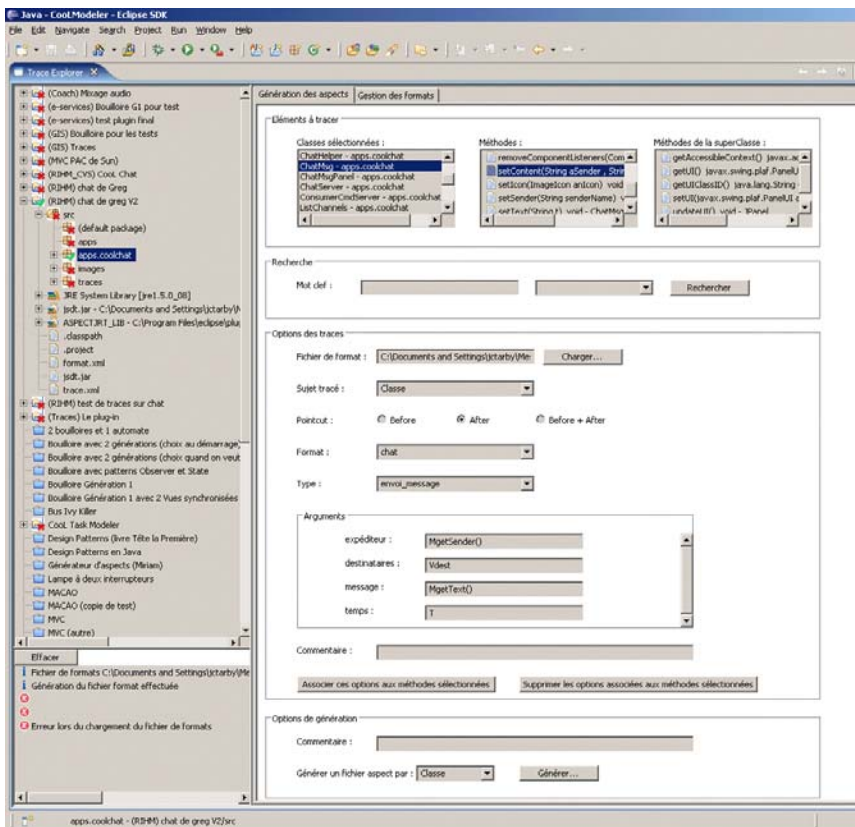 Java - CooLModeler - Eclipse SDK
File Edit Navigate Search Project Run Window Help
Trace Explorer
(Coach) Mixage audio
(e-services) Bouilloire G1 pour test
(e-services) test plugin final
(GIS) Bouilloire pour les tests
(GIS) Traces
(MVC PAC de Sun)
(RIHM_CVS) CooL Chat
(RIHM) chat de Greg
(RIHM) chat de greg V2
src
(default package)
apps
apps.coolchat
images
traces
JRE System Library [jre1.5.0_08]
jsdt.jar - C:\Documents and Settings\jctarby\M
ASPECTJRT_LIB - C:\Program Files\eclipse\plu
.classpath
.project
format.xml
jsdt.jar
trace.xml
(RIHM) test de traces sur chat
(Traces) Le plug-in
2 bouilloires et 1 automate
Bouilloire avec 2 générations (choix au démarrage)
Bouilloire avec 2 générations (choix quand on veut
Bouilloire avec patterns Observer et State
Bouilloire Génération 1
Bouilloire Génération 1 avec 2 Vues synchronisées
Bus Ivy Killer
CooL Task Modeler
Design Patterns (livre Tête la Première)
Design Patterns en Java
Générateur d'aspects (Miriam)
Lampe à deux interrupteurs
MACAO
MACAO (copie de test)
MVC
MVC (autre)
Effacer
Fichier de formats C:\Documents and Settings\jctarby\Me
Génération du fichier format effectuée
Erreur lors du chargement du fichier de formats
Génération des aspects
Gestion des formats
Eléments à tracer
Classes sélectionnées :
ChatHelper - apps.coolchat
ChatMsg - apps.coolchat
ChatMsgPanel - apps.coolchat
ChatServer - apps.coolchat
ConsumerCmdServer - apps.coolchat
ListChannels - apps.coolchat
Méthodes :
removeComponentListeners(Com
setContent(String aSender , Strin
setIcon(ImageIcon anIcon) void
setSender(String senderName) v
setText(String t) void - ChatMsg
Méthodes de la superClasse :
getAccessibleContext() javax.ac
getUI() javax.swing.plaf.PanelU
getUIClassID() java.lang.String
setUI(javax.swing.plaf.PanelUI a
updateUI() void - JPanel
Recherche
Mot clef :
Rechercher
Options des traces
Fichier de format :
C:\Documents and Settings\jctarby\Me
Charger...
Sujet tracé :
Classe
Pointcut :
Before
After
Before + After
Format :
chat
Type :
envoi_message
Arguments
expéditeur :
MgetSender()
destinataires :
Vdest
message :
MgetText()
temps :
T
Commentaire :
Associer ces options aux méthodes sélectionnées
Supprimer les options associées aux méthodes sélectionnées
Options de génération
Commentaire :
Générer un fichier aspect par :
Classe
Générer...
apps.coolchat - (RIHM) chat de greg V2/src